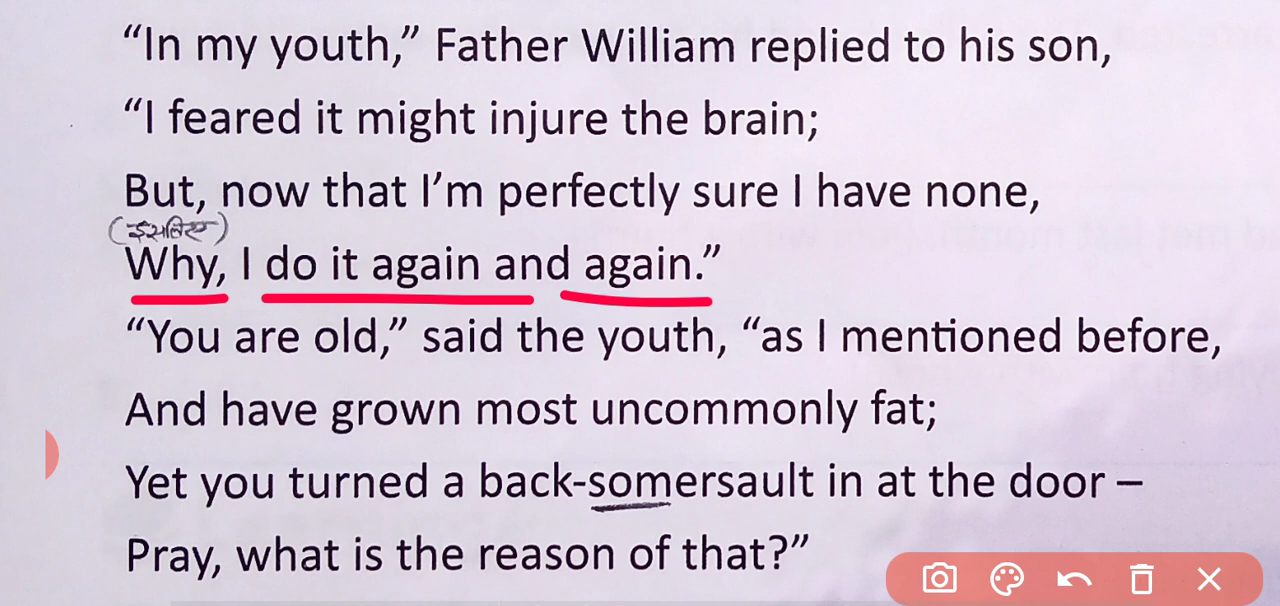 “In my youth,” Father William replied to his son,
“I feared it might injure the brain;
But, now that I’m perfectly sure I have none,
(इसलिए)
Why, I do it again and again.”
“You are old,” said the youth, “as I mentioned before,
And have grown most uncommonly fat;
Yet you turned a back-somersault in at the door –
Pray, what is the reason of that?”